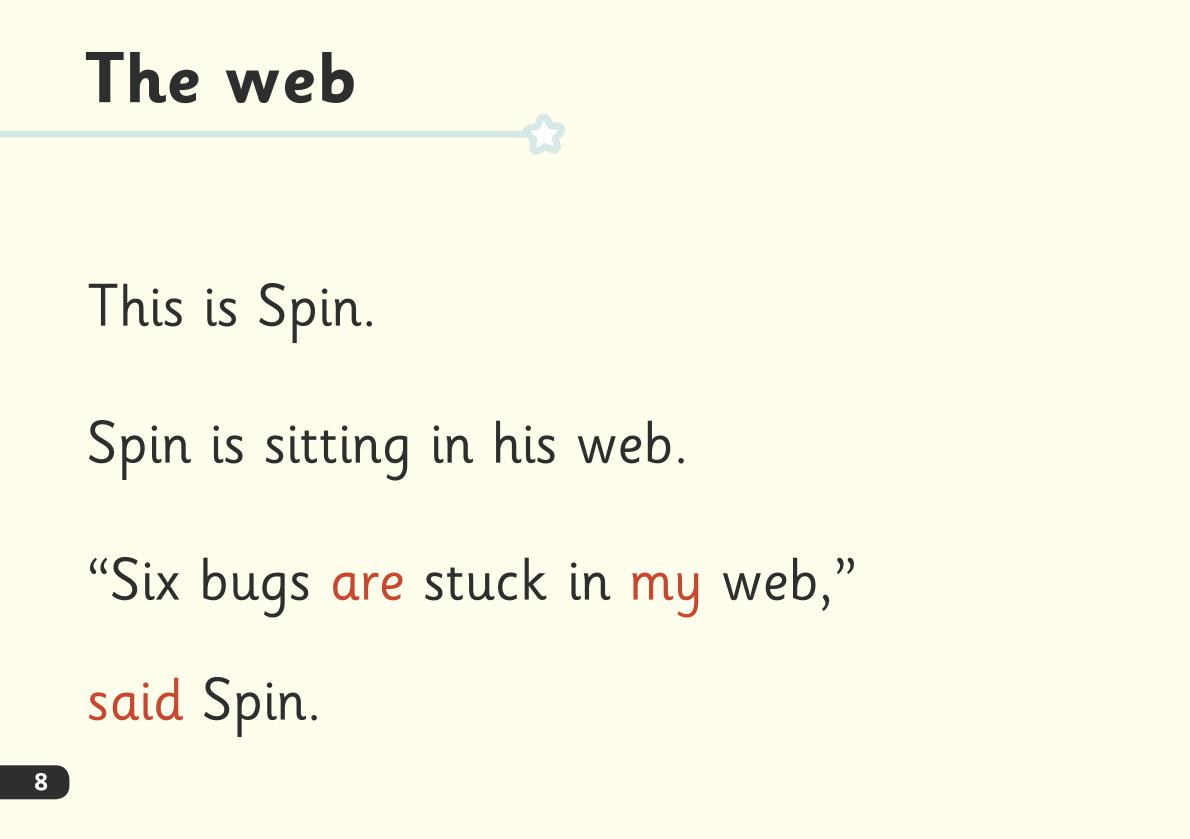 The web
This is Spin.
Spin is sitting in his web.
“Six bugs are stuck in my web,”
said Spin.
8